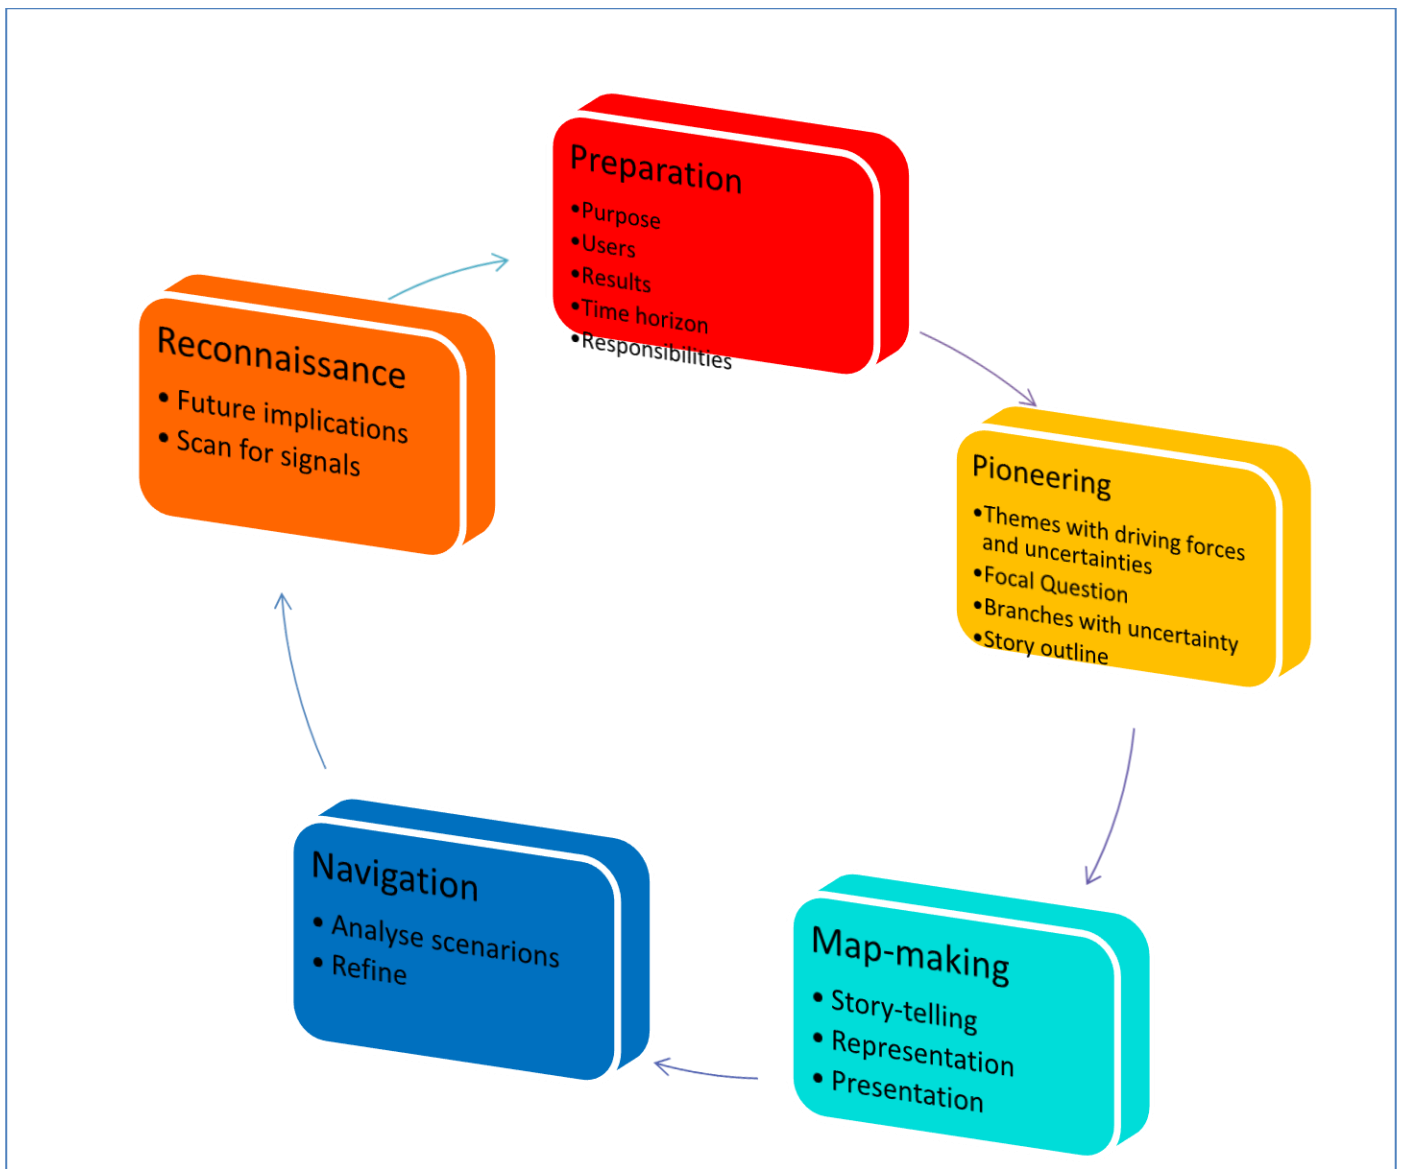 Preparation
•Purpose
•Users
•Results
•Time horizon
•Responsibilities
Pioneering
•Themes with driving forces
and uncertainties
•Focal Question
•Branches with uncertainty
•Story outline
Map-making
• Story-telling
• Representation
• Presentation
Navigation
• Analyse scenarions
• Refine
Reconnaissance
• Future implications
• Scan for signals